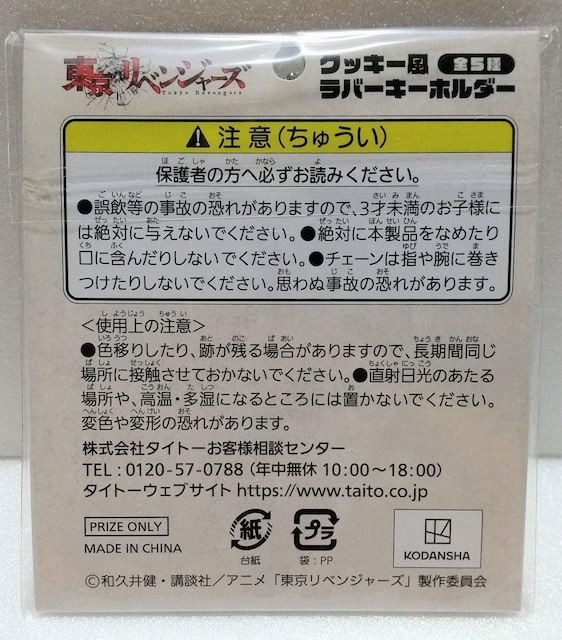 東京リベンジャーズ
Tokyo Revengers
クッキー風 全5種
ラバーキーホルダー
注意(ちゅうい)
保護者の方へ必ずお読みください。
●誤飲等の事故の恐れがありますので、3才未満のお子様に
は絶対に与えないでください。●絶対に本製品をなめたり
口に含んだりしないでください。●チェーンは指や腕に巻き
つけたりしないでください。思わぬ事故の恐れがあります。
<使用上の注意>
●色移りしたり、跡が残る場合がありますので、長期間同じ
場所に接触させておかないでください。●直射日光のあたる
場所や、高温・多湿になるところには置かないでください。
変色や変形の恐れがあります。
株式会社タイトーお客様相談センター
TEL : 0120-57-0788 (年中無休 10:00~18:00)
タイトーウェブサイト https://www.taito.co.jp
PRIZE ONLY
MADE IN CHINA
紙
台紙
プラ
袋 : PP
KODANSHA
©和久井健・講談社/アニメ「東京リベンジャーズ」製作委員会